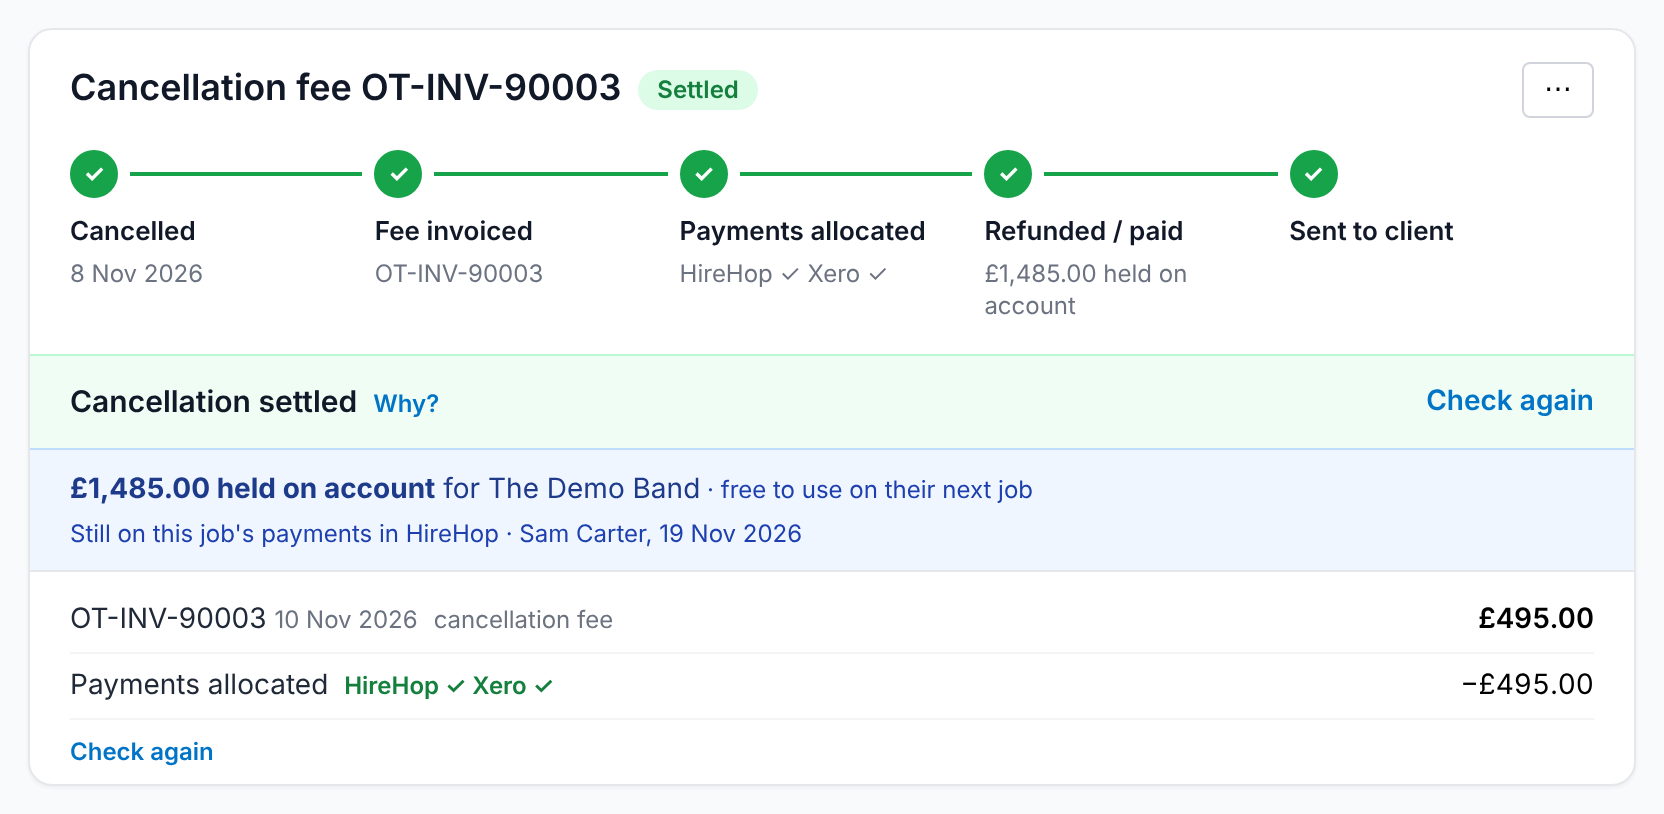 Cancellation fee OT-INV-90003 Settled ...
Cancelled Fee invoiced Payments allocated Refunded / paid Sent to client
8 Nov 2026 OT-INV-90003 HireHop ✓ Xero ✓ £1,485.00 held on
account
Cancellation settled Why? Check again
£1,485.00 held on account for The Demo Band · free to use on their next job
Still on this job's payments in HireHop · Sam Carter, 19 Nov 2026
OT-INV-90003 10 Nov 2026 cancellation fee £495.00
Payments allocated HireHop ✓ Xero ✓ −£495.00
Check again